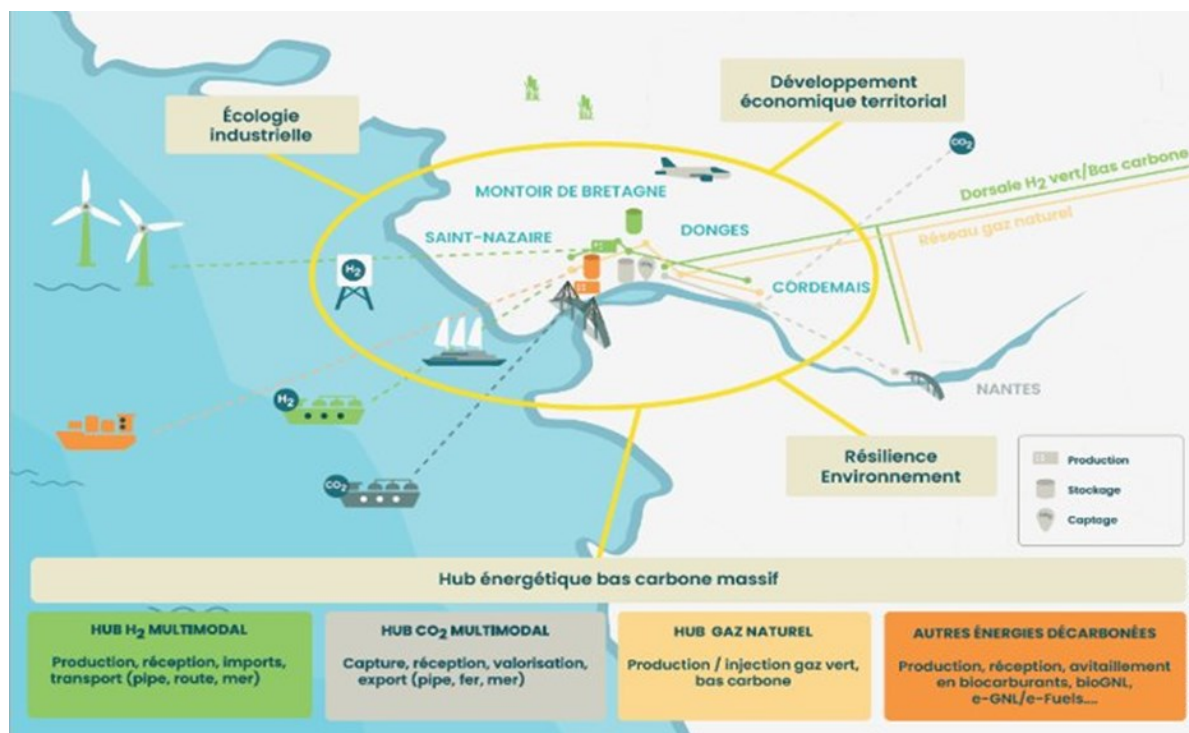 Développement
économique territorial
Écologie
industrielle
CO2
Dorsale H2 vert/Bas carbone
Réseau gaz naturel
MONTOIR DE BRETAGNE
SAINT-NAZAIRE
DONGES
H2
CORDEMAIS
NANTES
H2
CO2
Résilience
Environnement
Production
Stockage
Captage
Hub énergétique bas carbone massif
HUB H2 MULTIMODAL
Production, réception, imports,
transport (pipe, route, mer)
HUB CO2 MULTIMODAL
Capture, réception, valorisation,
export (pipe, fer, mer)
HUB GAZ NATUREL
Production / injection gaz vert,
bas carbone
AUTRES ÉNERGIES DÉCARBONÉES
Production, réception, avitaillement
en biocarburants, bioGNL,
e-GNL/e-Fuels....